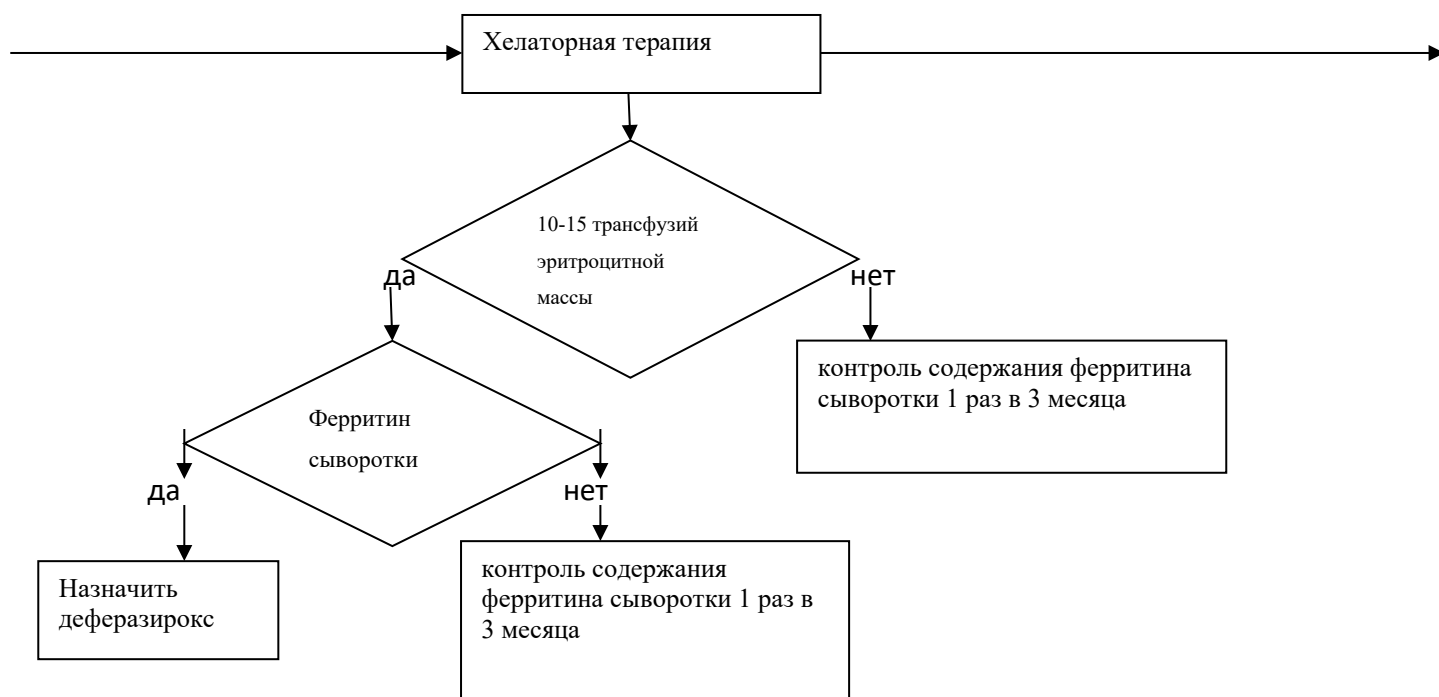 Хелаторная терапия
10-15 трансфузий
эритроцитной
массы
да
нет
контроль содержания ферритина
сыворотки 1 раз в 3 месяца
Ферритин
сыворотки
да
нет
Назначить
деферазирокс
контроль содержания
ферритина сыворотки 1 раз в
3 месяца